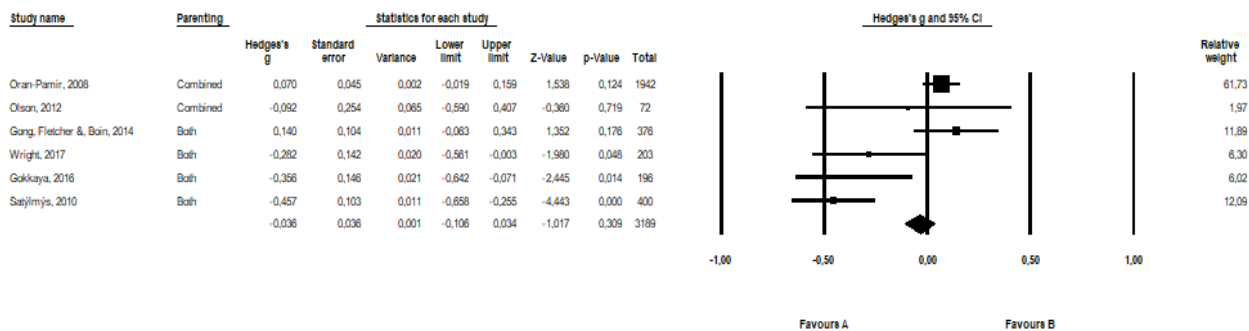 Study name Parenting Statistics for each study Hedges's g and 95% CI
Hedges's g Standard error Variance Lower limit Upper limit Z-Value p-Value Total Relative weight
Oran-Pamir, 2008 Combined 0,070 0,045 0,002 -0,019 0,159 1,538 0,124 1942 61,73
Olson, 2012 Combined -0,092 0,254 0,065 -0,590 0,407 -0,360 0,719 72 1,97
Gong, Fletcher &, Bain, 2014 Both 0,140 0,104 0,011 -0,063 0,343 1,352 0,176 376 11,89
Wright, 2017 Both -0,282 0,142 0,020 -0,561 -0,003 -1,980 0,048 203 6,30
Gokkaya, 2016 Both -0,356 0,146 0,021 -0,642 -0,071 -2,445 0,014 196 6,02
Satýlmýs, 2010 Both -0,457 0,103 0,011 -0,658 -0,255 -4,443 0,000 400 12,09
-0,036 0,036 0,001 -0,106 0,034 -1,017 0,309 3189
-1,00 -0,50 0,00 0,50 1,00
Favours A Favours B